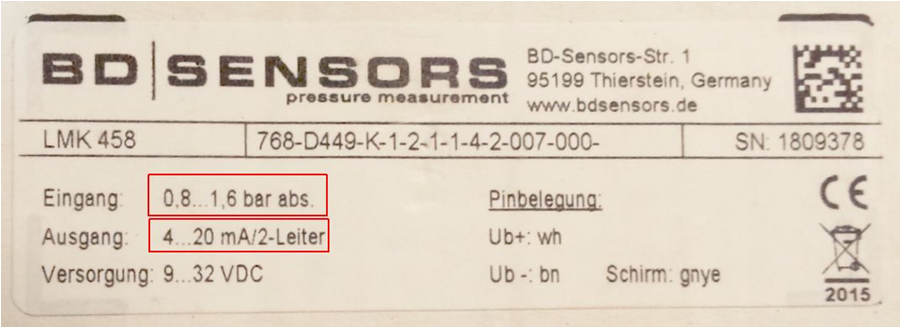 BD|SENSORS
pressure measurement
BD-Sensors-Str. 1
95199 Thierstein, Germany
www.bdsensors.de
LMK 458 768-D449-K-1-2-1-1-4-2-007-000- SN: 1809378
Eingang: 0,8...1,6 bar abs.
Ausgang: 4...20 mA/2-Leiter
Versorgung: 9...32 VDC
Pinbelegung:
Ub+: wh
Ub -: bn Schirm: gnye
CE
2015